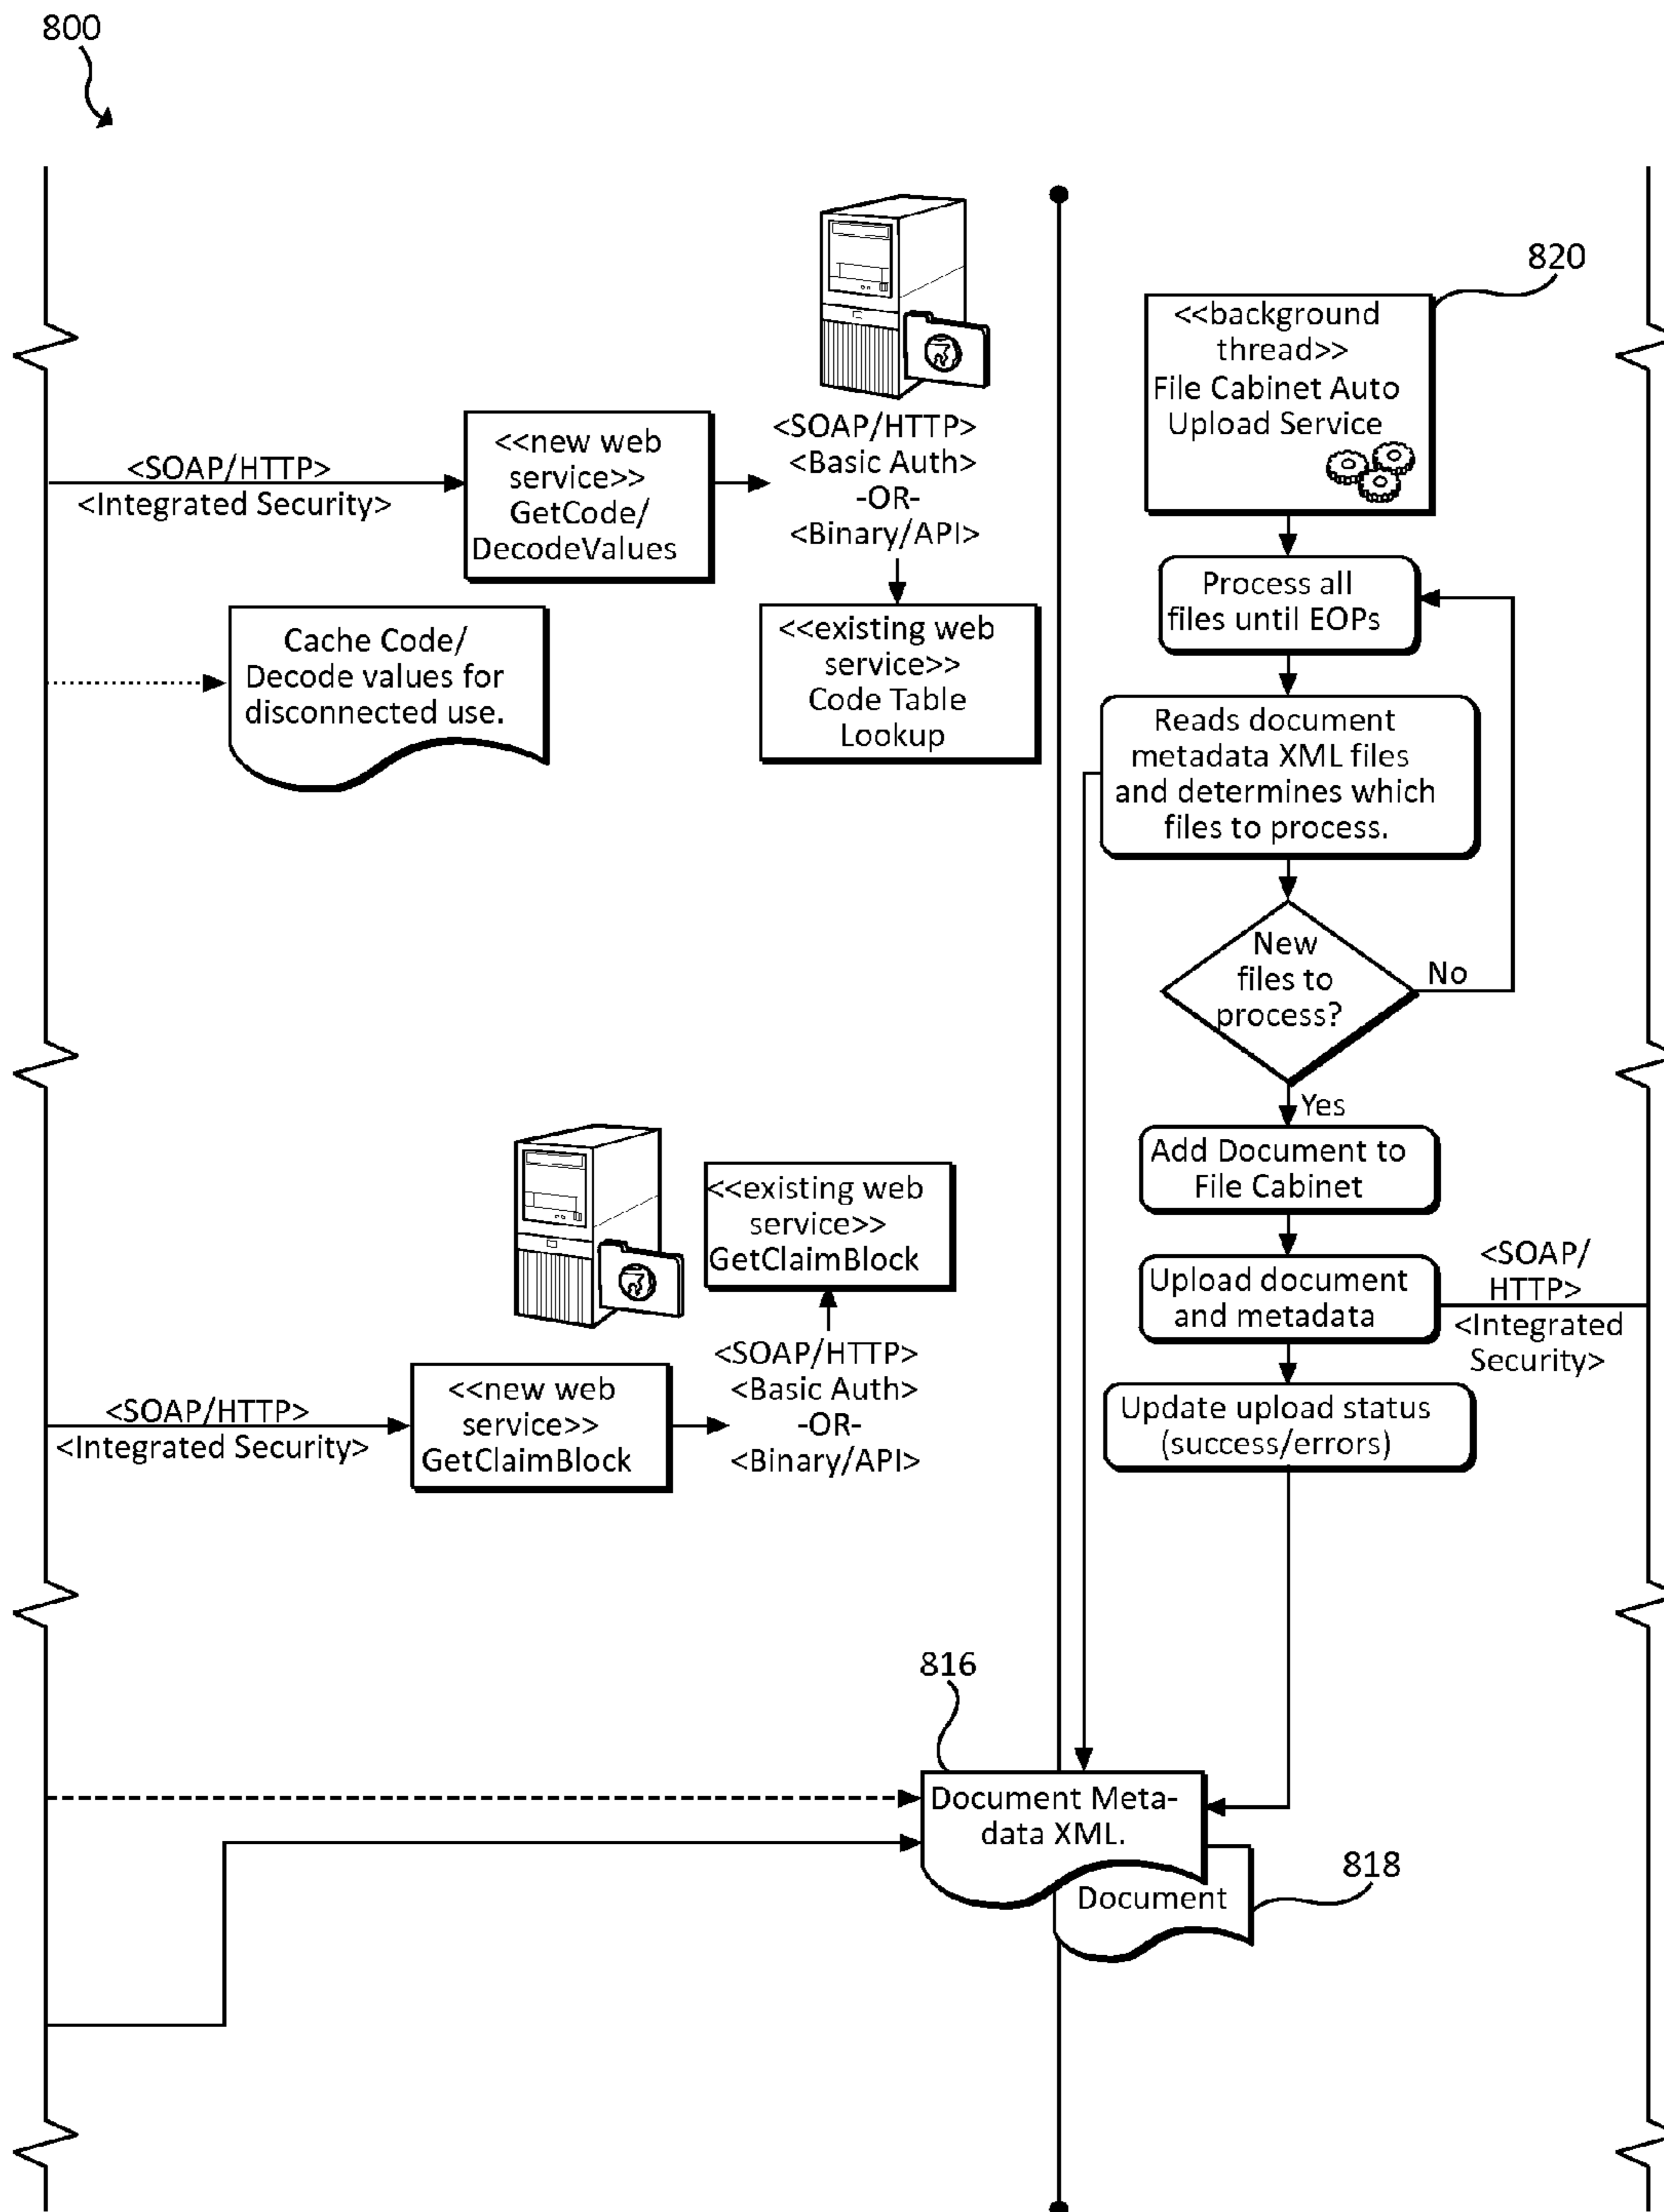 800
<SOAP/HTTP>
<Integrated Security>
<<new web
service>>
GetCode/
DecodeValues
<SOAP/HTTP>
<Basic Auth>
-OR-
<Binary/API>
<<existing web
service>>
Code Table
Lookup
Cache Code/
Decode values for
disconnected use.
<SOAP/HTTP>
<Integrated Security>
<<new web
service>>
GetClaimBlock
<SOAP/HTTP>
<Basic Auth>
-OR-
<Binary/API>
<<existing web
service>>
GetClaimBlock
820
<<background
thread>>
File Cabinet Auto
Upload Service
Process all
files until EOPs
Reads document
metadata XML files
and determines which
files to process.
New
files to
process?
No
Yes
Add Document to
File Cabinet
Upload document
and metadata
<SOAP/
HTTP>
<Integrated
Security>
Update upload status
(success/errors)
816
Document Meta-
data XML.
818
Document